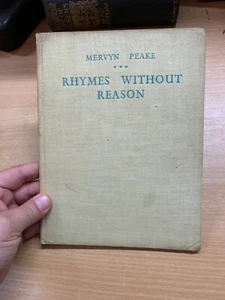 MERVYN PEAKE
***
RHYMES WITHOUT
REASON